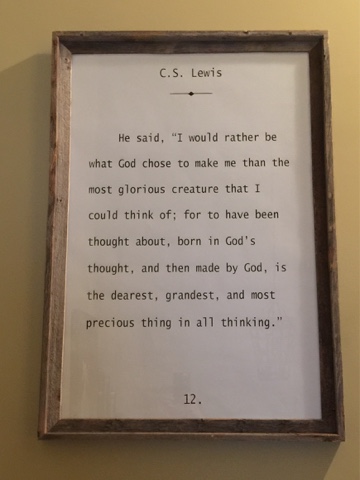 C.S. Lewis
He said, "I would rather be
what God chose to make me than the
most glorious creature that I
could think of; for to have been
thought about, born in God's
thought, and then made by God, is
the dearest, grandest, and most
precious thing in all thinking."
12.